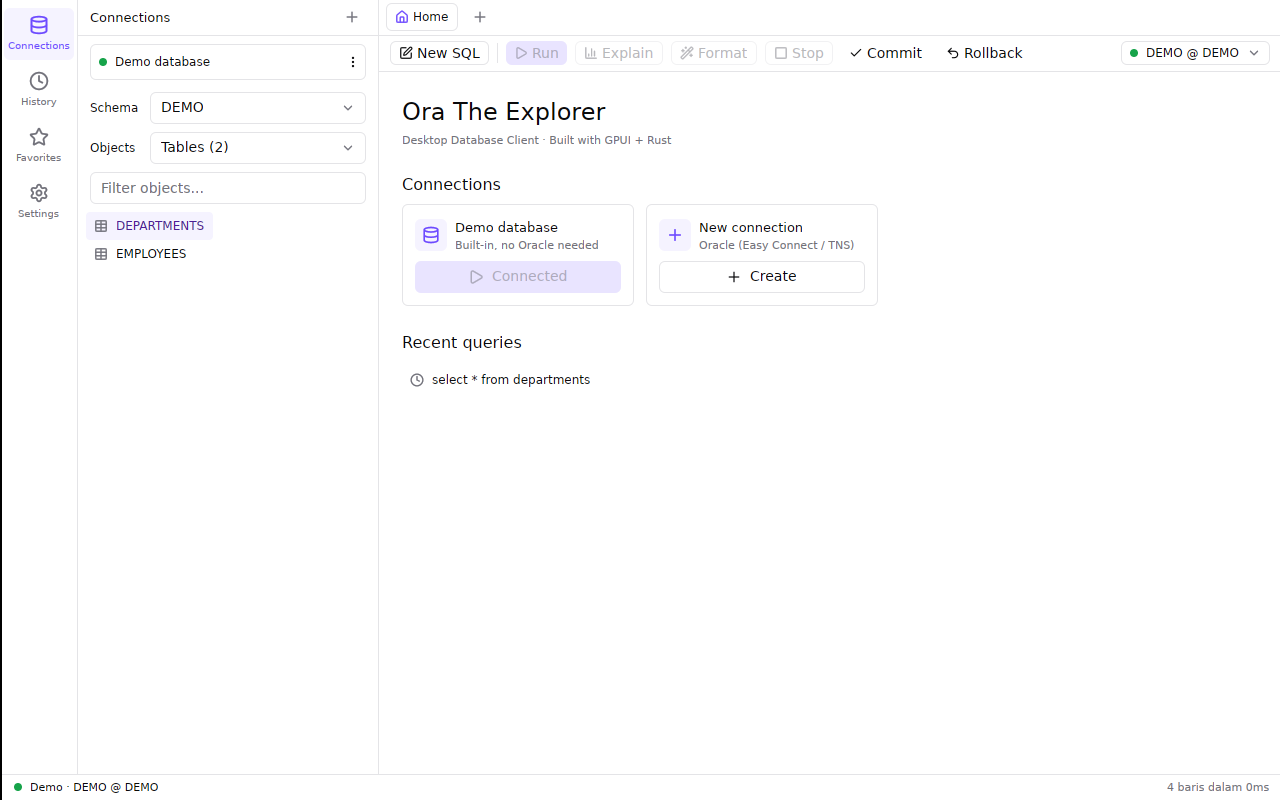 Connections
History
Favorites
Settings
Connections
Demo database
Schema
DEMO
Objects
Tables (2)
Filter objects...
DEPARTMENTS
EMPLOYEES
Home
New SQL
Run
Explain
Format
Stop
Commit
Rollback
DEMO @ DEMO
Ora The Explorer
Desktop Database Client · Built with GPUI + Rust
Connections
Demo database
Built-in, no Oracle needed
Connected
New connection
Oracle (Easy Connect / TNS)
Create
Recent queries
select * from departments
Demo · DEMO @ DEMO
4 baris dalam 0ms